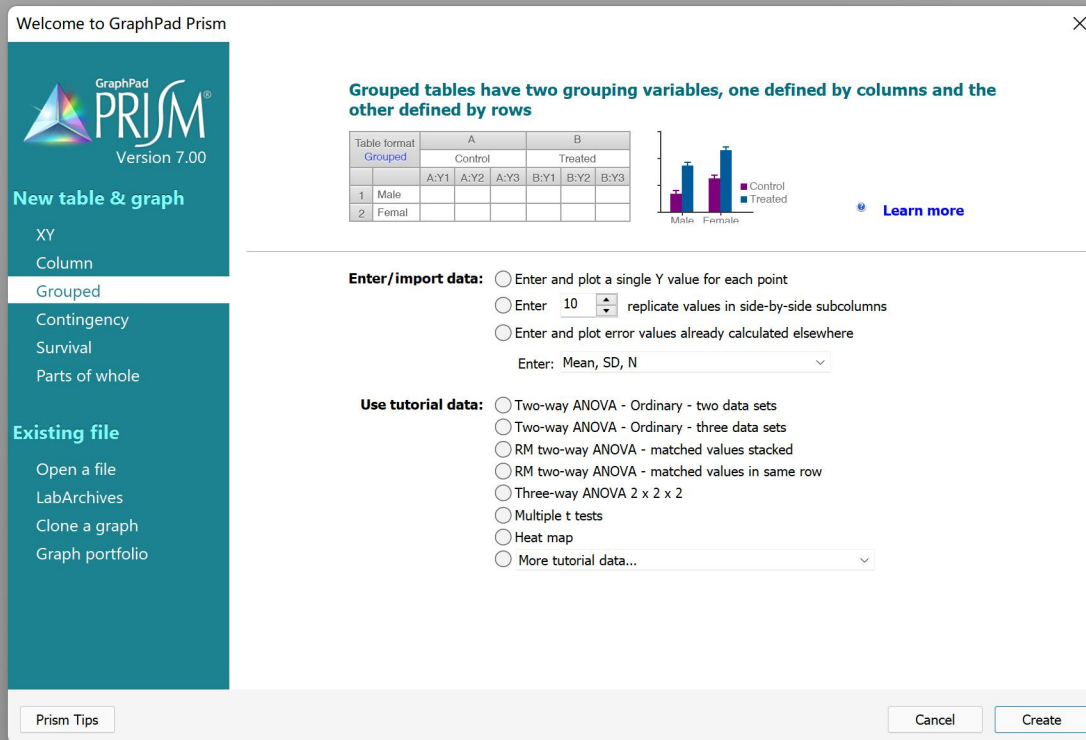 Welcome to GraphPad Prism
GraphPad
PRISM®
Version 7.00
New table & graph
XY
Column
Grouped
Contingency
Survival
Parts of whole
Existing file
Open a file
LabArchives
Clone a graph
Graph portfolio
Prism Tips
Grouped tables have two grouping variables, one defined by columns and the
other defined by rows
Table format A B
Grouped Control Treated
A:Y1 A:Y2 A:Y3 B:Y1 B:Y2 B:Y3
1 Male
2 Femal
Control
Treated
Male Female
Learn more
Enter/import data: Enter and plot a single Y value for each point
Enter 10 replicate values in side-by-side subcolumns
Enter and plot error values already calculated elsewhere
Enter: Mean, SD, N
Use tutorial data: Two-way ANOVA - Ordinary - two data sets
Two-way ANOVA - Ordinary - three data sets
RM two-way ANOVA - matched values stacked
RM two-way ANOVA - matched values in same row
Three-way ANOVA 2 x 2 x 2
Multiple t tests
Heat map
More tutorial data...
Cancel Create